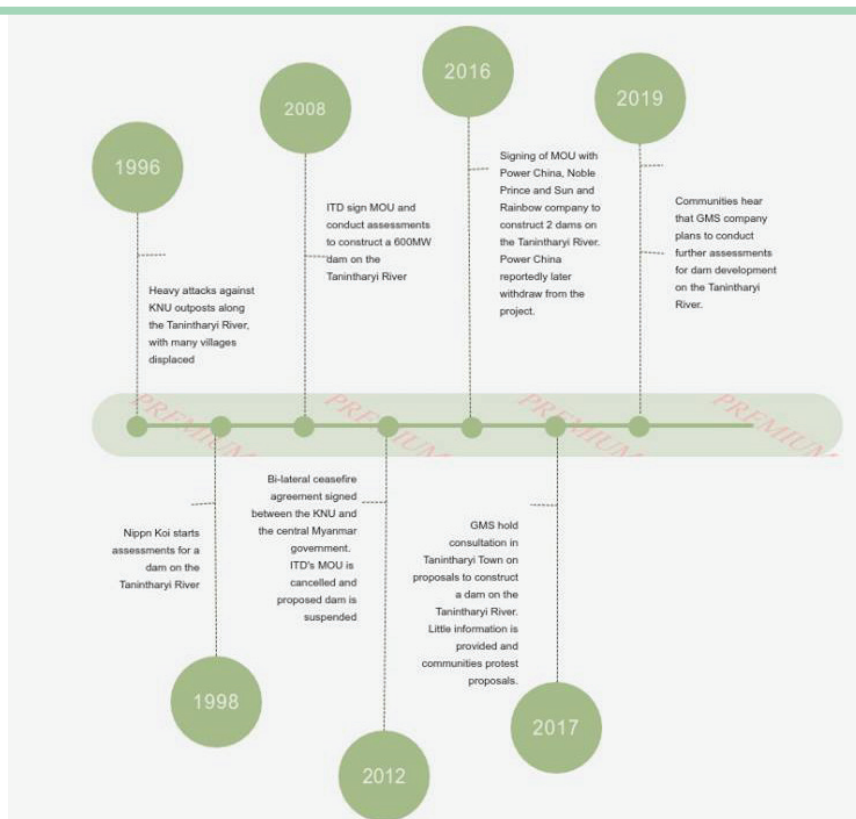 1996
Heavy attacks against
KNU outposts along
the Tanintharyi River,
with many villages
displaced
2008
ITD sign MOU and
conduct assessments
to construct a 600MW
dam on the
Tanintharyi River
2016
Signing of MOU with
Power China, Noble
Prince and Sun and
Rainbow company to
construct 2 dams on
the Tanintharyi River.
Power China
reportedly later
withdraw from the
project.
2019
Communities hear
that GMS company
plans to conduct
further assessments
for dam development
on the Tanintharyi
River.
PREMIUM
PREMIUM
PREMIUM
PREMIUM
Nippn Koi starts
assessments for a
dam on the
Tanintharyi River
1998
Bi-lateral ceasefire
agreement signed
between the KNU and
the central Myanmar
government.
ITD's MOU is
cancelled and
proposed dam is
suspended
2012
GMS hold
consultation in
Tanintharyi Town on
proposals to construct
a dam on the
Tanintharyi River.
Little information is
provided and
communities protest
proposals.
2017